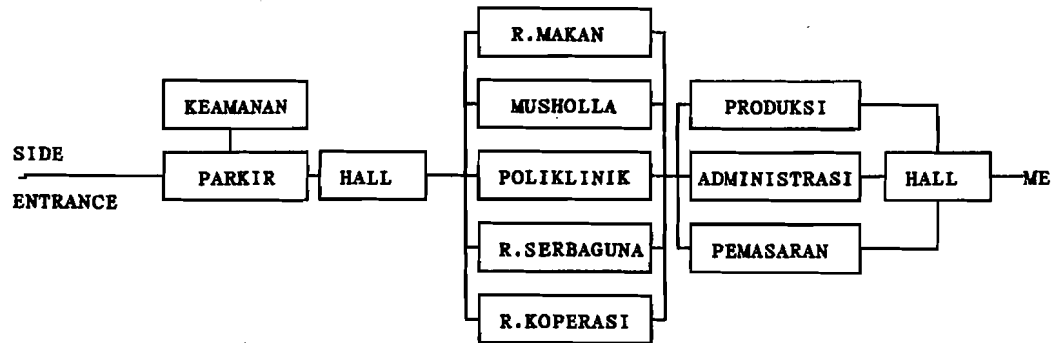 SIDE
ENTRANCE
KEAMANAN
PARKIR
HALL
R.MAKAN
MUSHOLLA
POLIKLINIK
R.SERBAGUNA
R.KOPERASI
PRODUKSI
ADMINISTRASI
PEMASARAN
HALL
ME